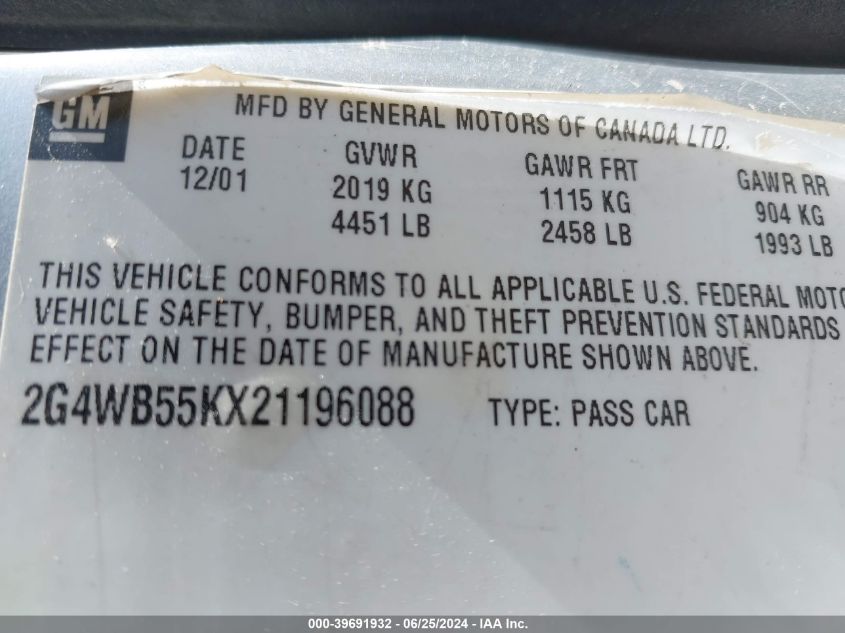 GM
MFD BY GENERAL MOTORS OF CANADA LTD.
DATE GVWR GAWR FRT GAWR RR
12/01 2019 KG 1115 KG 904 KG
4451 LB 2458 LB 1993 LB
THIS VEHICLE CONFORMS TO ALL APPLICABLE U.S. FEDERAL MOTO
VEHICLE SAFETY, BUMPER, AND THEFT PREVENTION STANDARDS
EFFECT ON THE DATE OF MANUFACTURE SHOWN ABOVE.
2G4WB55KX21196088 TYPE: PASS CAR
000-39691932 - 06/25/2024 - IAA Inc.